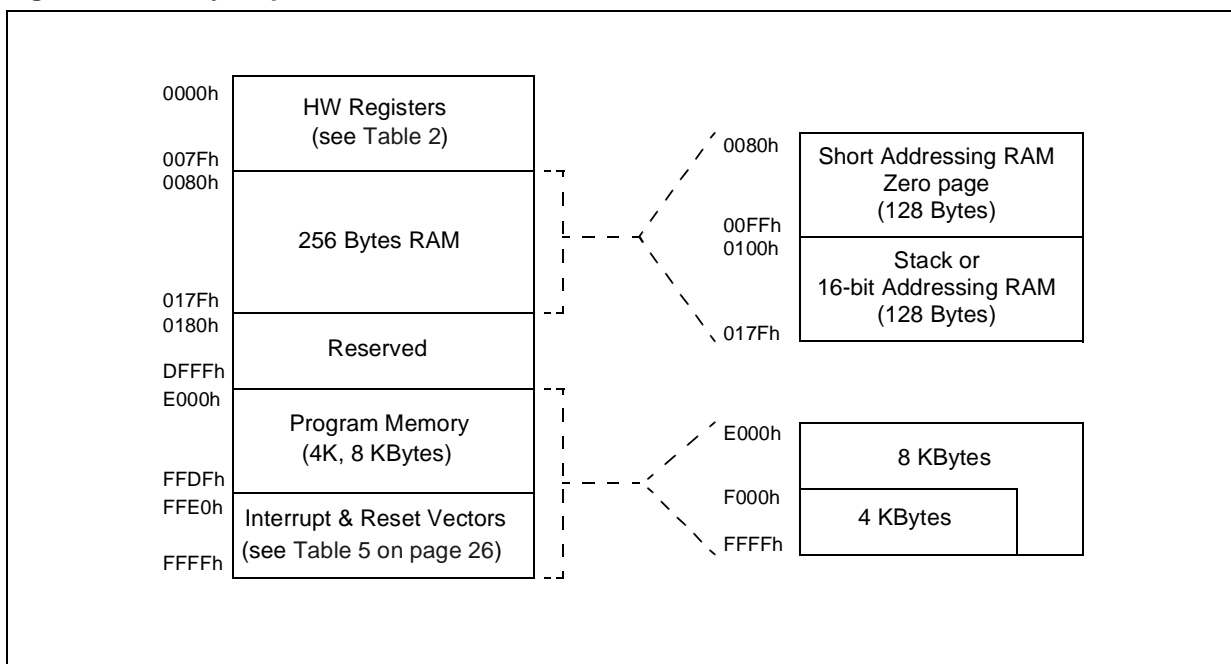 0000h
HW Registers
(see Table 2)
007Fh
0080h
256 Bytes RAM
017Fh
0180h
Reserved
DFFFh
E000h
Program Memory
(4K, 8 KBytes)
FFDFh
FFE0h
Interrupt & Reset Vectors
(see Table 5 on page 26)
FFFFh
0080h
Short Addressing RAM
Zero page
(128 Bytes)
00FFh
0100h
Stack or
16-bit Addressing RAM
(128 Bytes)
017Fh
E000h
8 KBytes
F000h
4 KBytes
FFFFh